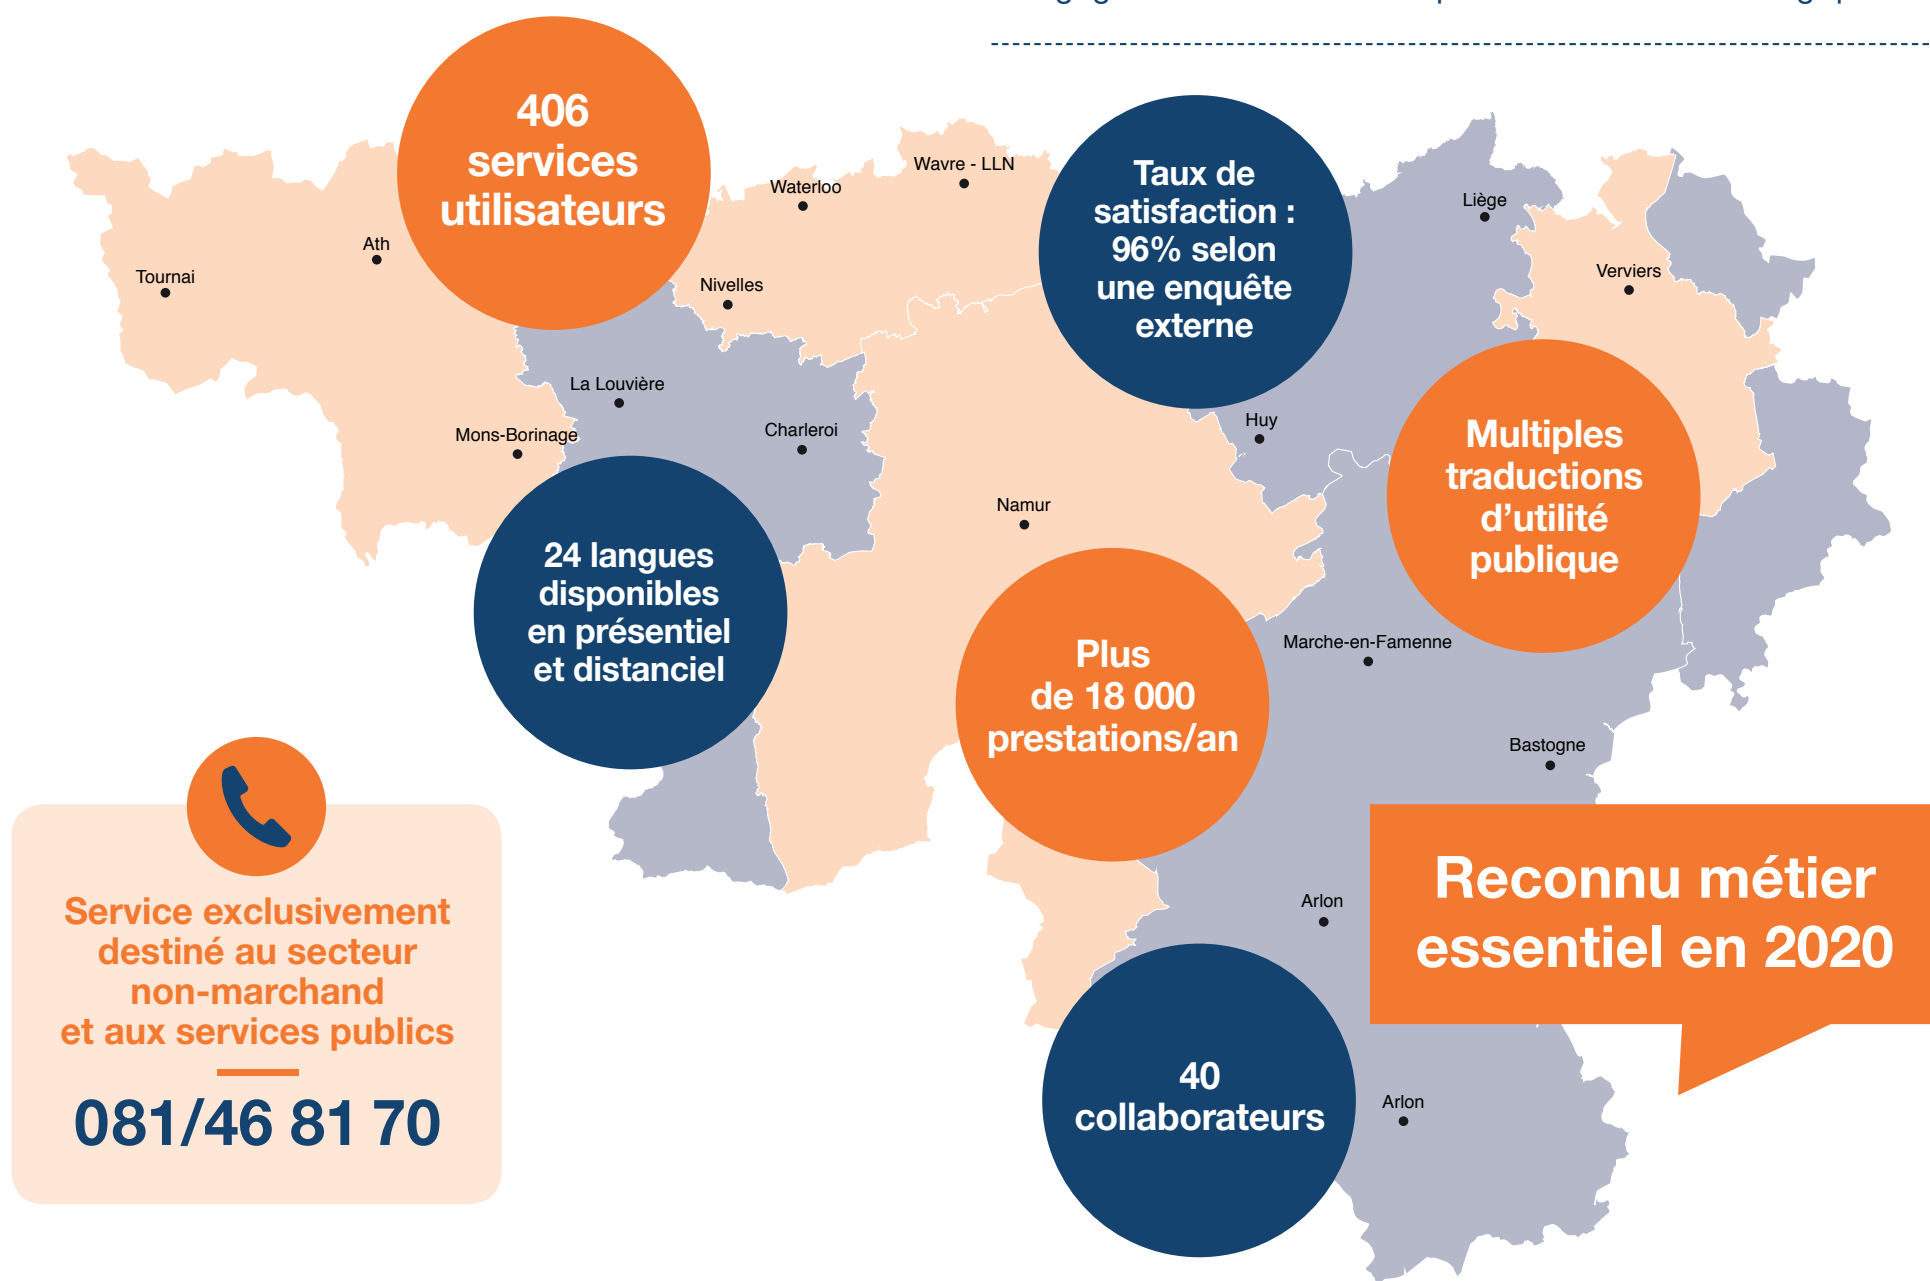 406
services
utilisateurs
Wavre - LLN
Waterloo
Taux de
satisfaction :
96% selon
une enquête
externe
Liège
Ath
Tournai
Nivelles
Verviers
La Louvière
Mons-Borinage
Charleroi
Huy
Multiples
traductions
d’utilité
publique
Namur
24 langues
disponibles
en présentiel
et distanciel
Marche-en-Famenne
Plus
de 18 000
prestations/an
Bastogne
Reconnu métier
essentiel en 2020
Arlon
Service exclusivement
destiné au secteur
non-marchand
et aux services publics
081/46 81 70
40
collaborateurs
Arlon